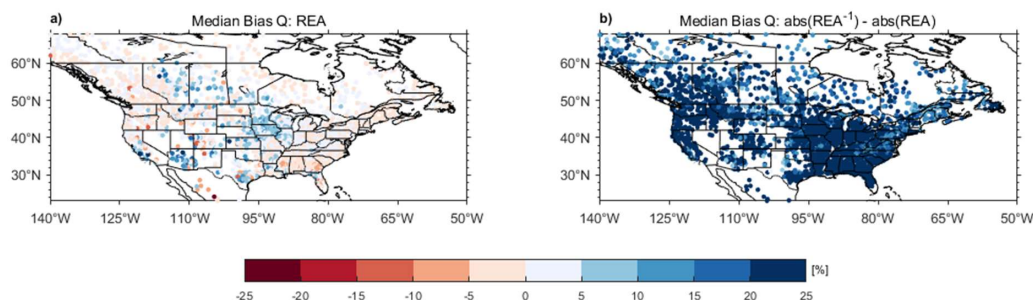 a) Median Bias Q: REA
b) Median Bias Q: abs(REA⁻¹) - abs(REA)
60°N
50°N
40°N
30°N
140°W 125°W 110°W 95°W 80°W 65°W 50°W
60°N
50°N
40°N
30°N
140°W 125°W 110°W 95°W 80°W 65°W 50°W
[%]
-25 -20 -15 -10 -5 0 5 10 15 20 25